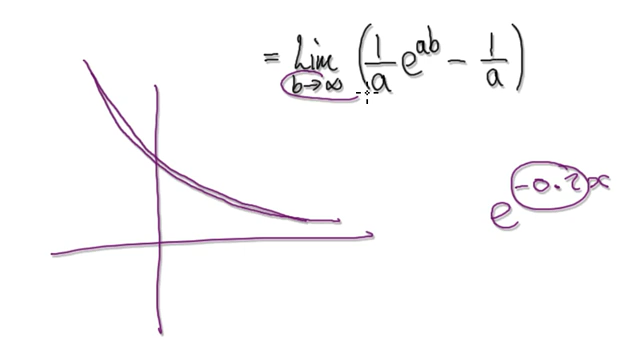 = Lim b→∞ (1/a e^ab − 1/a)
e^−0.2x